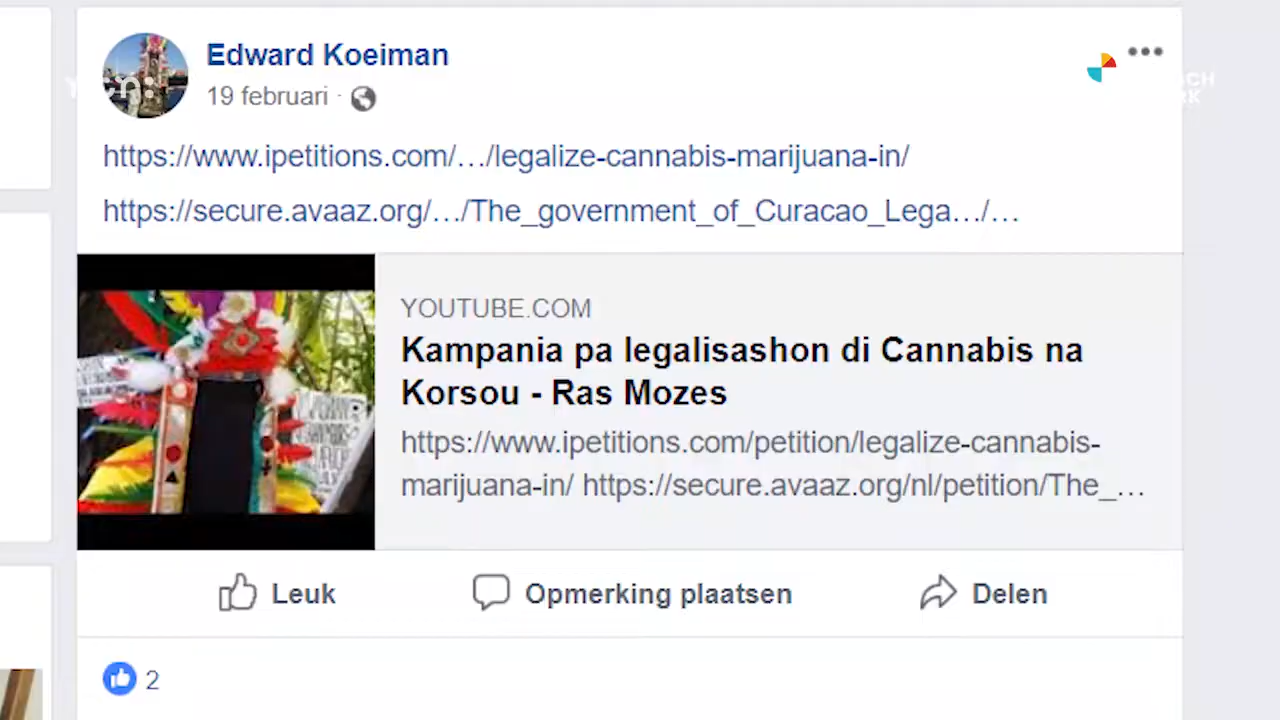 Edward Koeiman
19 februari ·
https://www.ipetitions.com/…/legalize-cannabis-marijuana-in/
https://secure.avaaz.org/…/The_government_of_Curacao_Lega…/…
YOUTUBE.COM
Kampania pa legalisashon di Cannabis na
Korsou - Ras Mozes
https://www.ipetitions.com/petition/legalize-cannabis-
marijuana-in/ https://secure.avaaz.org/nl/petition/The_…
Leuk
Opmerking plaatsen
Delen
2